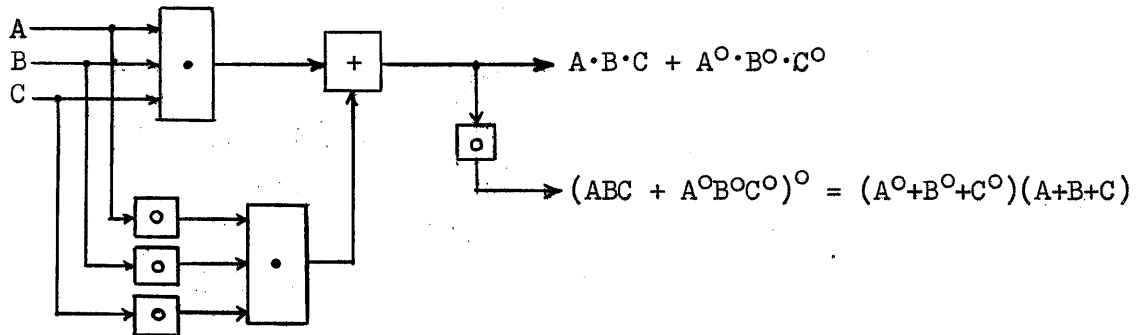 A
B
C
•
+
A·B·C + A°·B°·C°
o
(ABC + A°B°C°)° = (A°+B°+C°)(A+B+C)
o
o
o
•